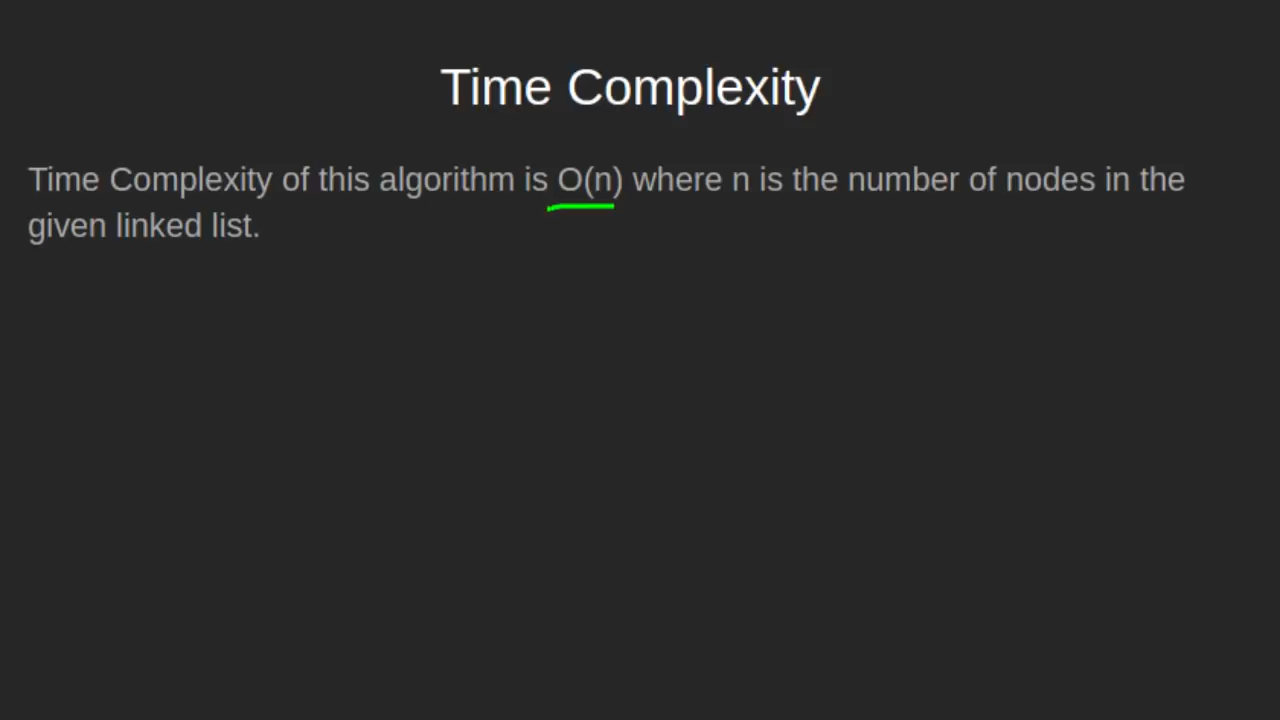 Time Complexity
Time Complexity of this algorithm is O(n) where n is the number of nodes in the
given linked list.